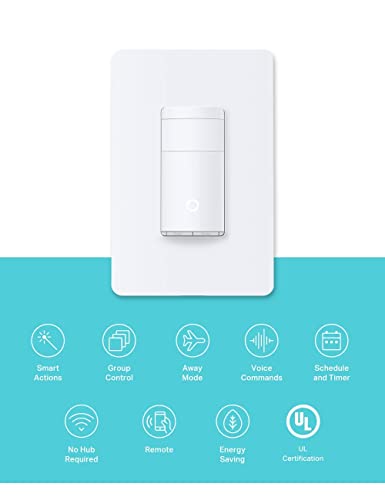 Smart
Actions
Group
Control
Away
Mode
Voice
Commands
Schedule
and Timer
No Hub
Required
Remote
Energy
Saving
UL
UL
Certification